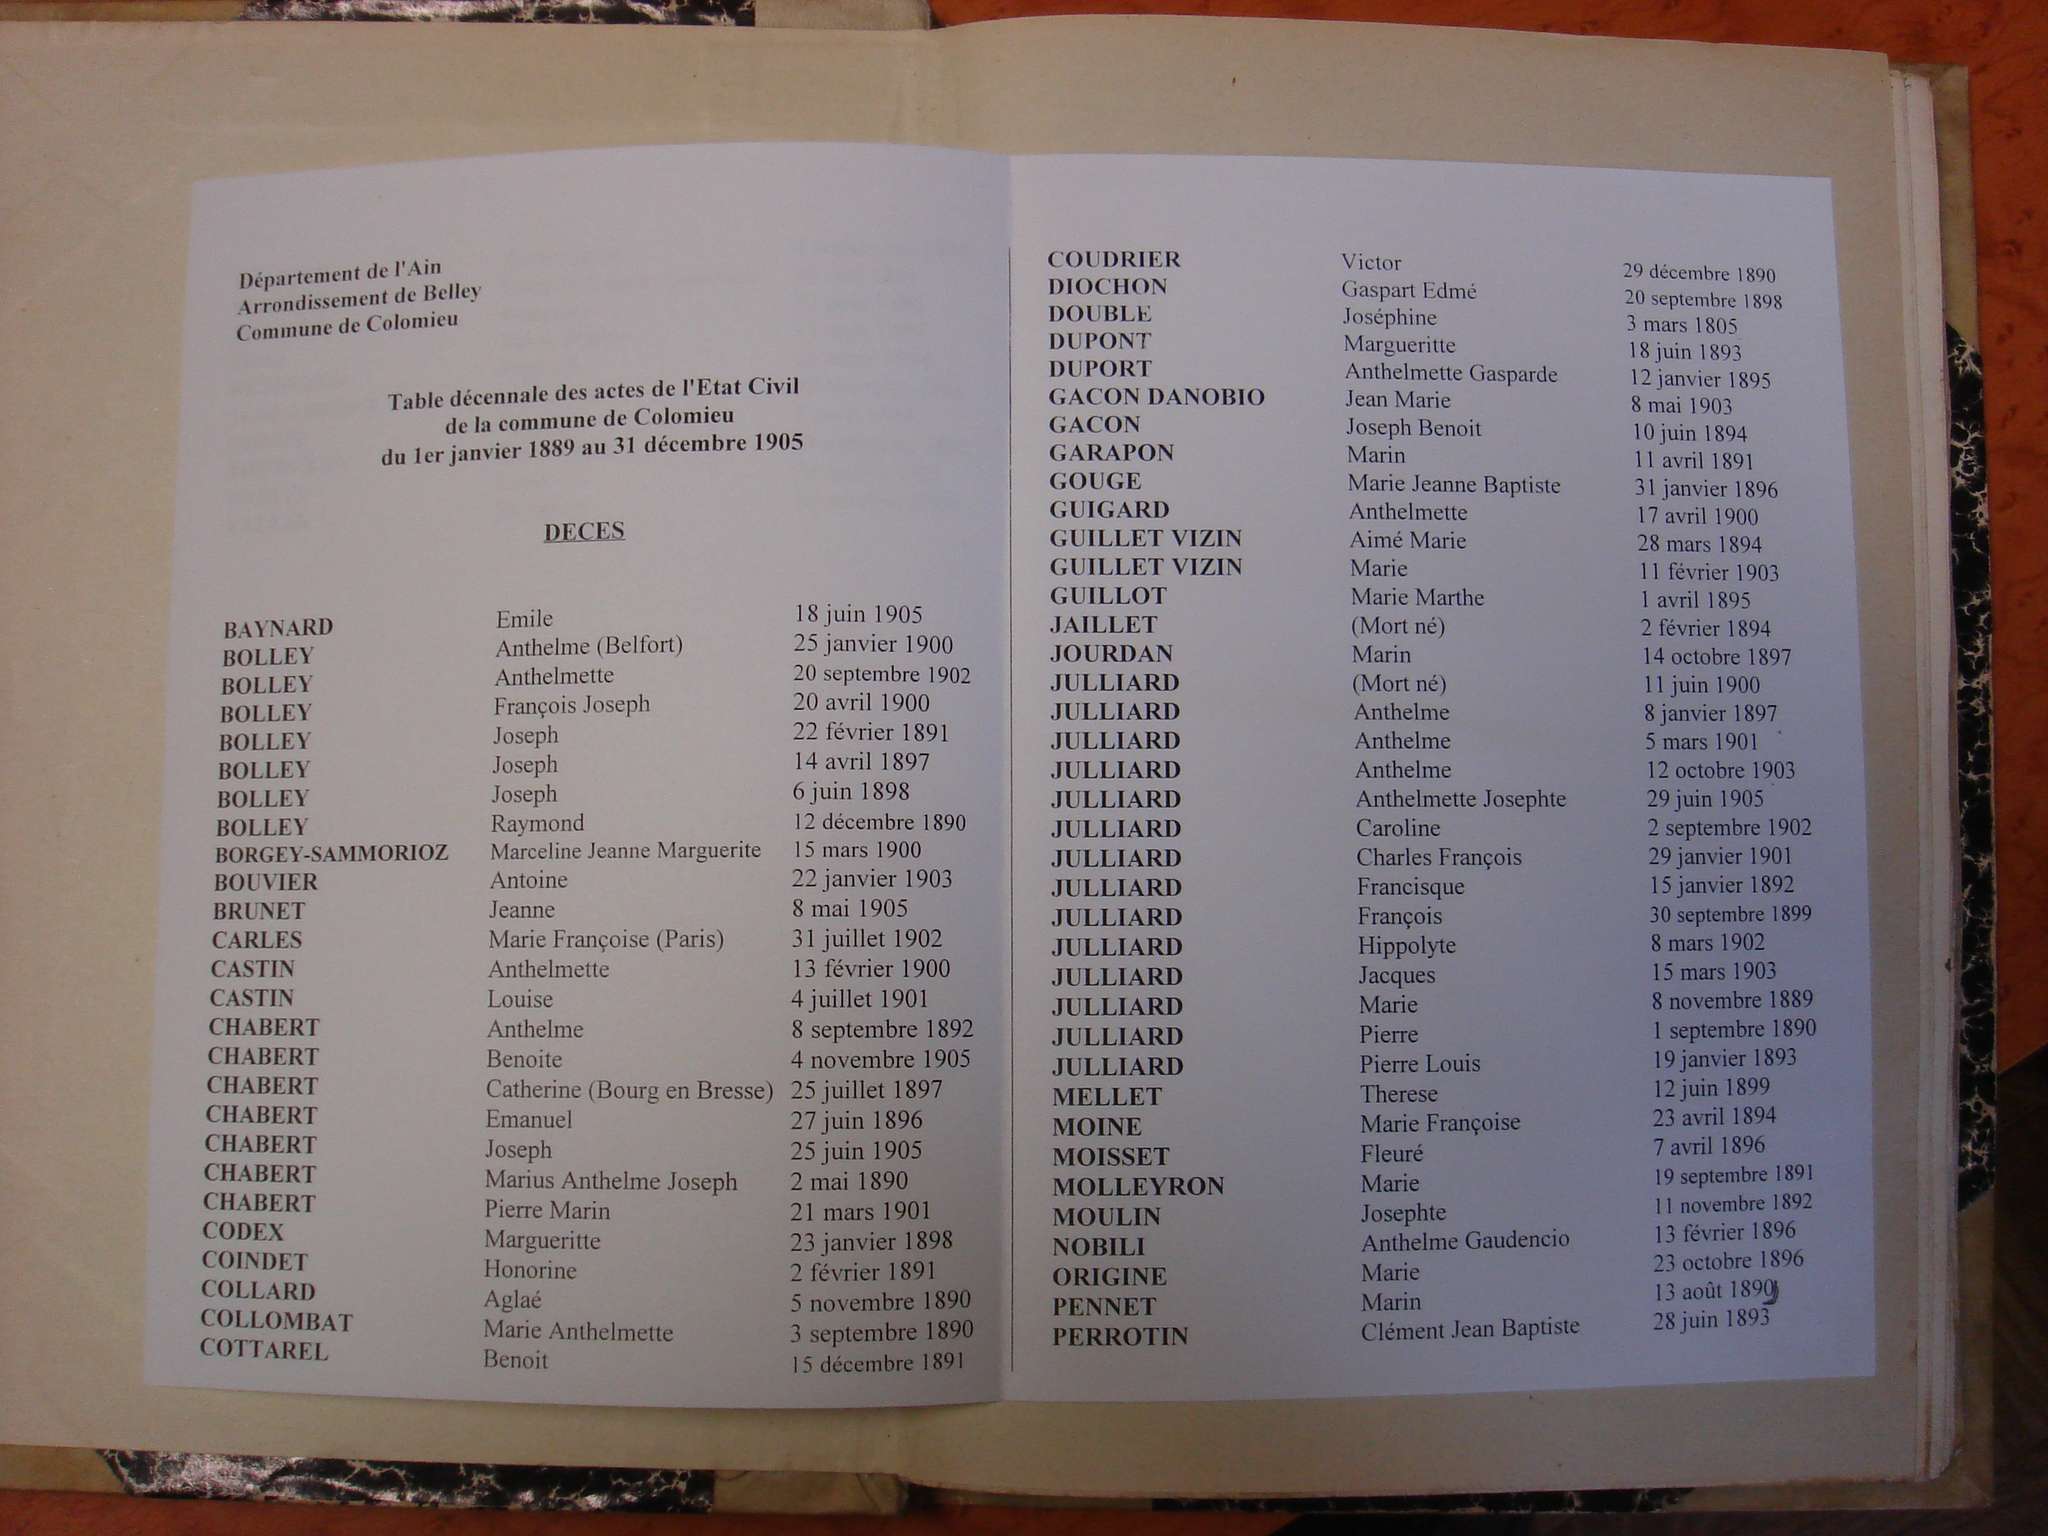 Département de l'Ain
Arrondissement de Belley
Commune de Colomieu
Table décennale des actes de l'Etat Civil
de la commune de Colomieu
du 1er janvier 1889 au 31 décembre 1905
DECES
BAYNARD Emile 18 juin 1905
BOLLEY Anthelme (Belfort) 25 janvier 1900
BOLLEY Anthelmette 20 septembre 1902
BOLLEY François Joseph 20 avril 1900
BOLLEY Joseph 22 février 1891
BOLLEY Joseph 14 avril 1897
BOLLEY Joseph 6 juin 1898
BOLLEY Raymond 12 décembre 1890
BORGEY-SAMMORIOZ Marceline Jeanne Marguerite 15 mars 1900
BOUVIER Antoine 22 janvier 1903
BRUNET Jeanne 8 mai 1905
CARLES Marie Françoise (Paris) 31 juillet 1902
CASTIN Anthelmette 13 février 1900
CASTIN Louise 4 juillet 1901
CHABERT Anthelme 8 septembre 1892
CHABERT Benoite 4 novembre 1905
CHABERT Catherine (Bourg en Bresse) 25 juillet 1897
CHABERT Emanuel 27 juin 1896
CHABERT Joseph 25 juin 1905
CHABERT Marius Anthelme Joseph 2 mai 1890
CHABERT Pierre Marin 21 mars 1901
CODEX Margueritte 23 janvier 1898
COINDET Honorine 2 février 1891
COLLARD Aglaé 5 novembre 1890
COLLOMBAT Marie Anthelmette 3 septembre 1890
COTTAREL Benoit 15 décembre 1891
COUDRIER Victor 29 décembre 1890
DIOCHON Gaspart Edmé 20 septembre 1898
DOUBLE Joséphine 3 mars 1805
DUPONT Margueritte 18 juin 1893
DUPORT Anthelmette Gasparde 12 janvier 1895
GACON DANOBIO Jean Marie 8 mai 1903
GACON Joseph Benoit 10 juin 1894
GARAPON Marin 11 avril 1891
GOUGE Marie Jeanne Baptiste 31 janvier 1896
GUIGARD Anthelmette 17 avril 1900
GUILLET VIZIN Aimé Marie 28 mars 1894
GUILLET VIZIN Marie 11 février 1903
GUILLOT Marie Marthe 1 avril 1895
JAILLET (Mort né) 2 février 1894
JOURDAN Marin 14 octobre 1897
JULLIARD (Mort né) 11 juin 1900
JULLIARD Anthelme 8 janvier 1897
JULLIARD Anthelme 5 mars 1901
JULLIARD Anthelme 12 octobre 1903
JULLIARD Anthelmette Josephte 29 juin 1905
JULLIARD Caroline 2 septembre 1902
JULLIARD Charles François 29 janvier 1901
JULLIARD Francisque 15 janvier 1892
JULLIARD François 30 septembre 1899
JULLIARD Hippolyte 8 mars 1902
JULLIARD Jacques 15 mars 1903
JULLIARD Marie 8 novembre 1889
JULLIARD Pierre 1 septembre 1890
JULLIARD Pierre Louis 19 janvier 1893
MELLET Therese 12 juin 1899
MOINE Marie Françoise 23 avril 1894
MOISSET Fleuré 7 avril 1896
MOLLEYRON Marie 19 septembre 1891
MOULIN Josephte 11 novembre 1892
NOBILI Anthelme Gaudencio 13 février 1896
ORIGINE Marie 23 octobre 1896
PENNET Marin 13 août 1890
PERROTIN Clément Jean Baptiste 28 juin 1893